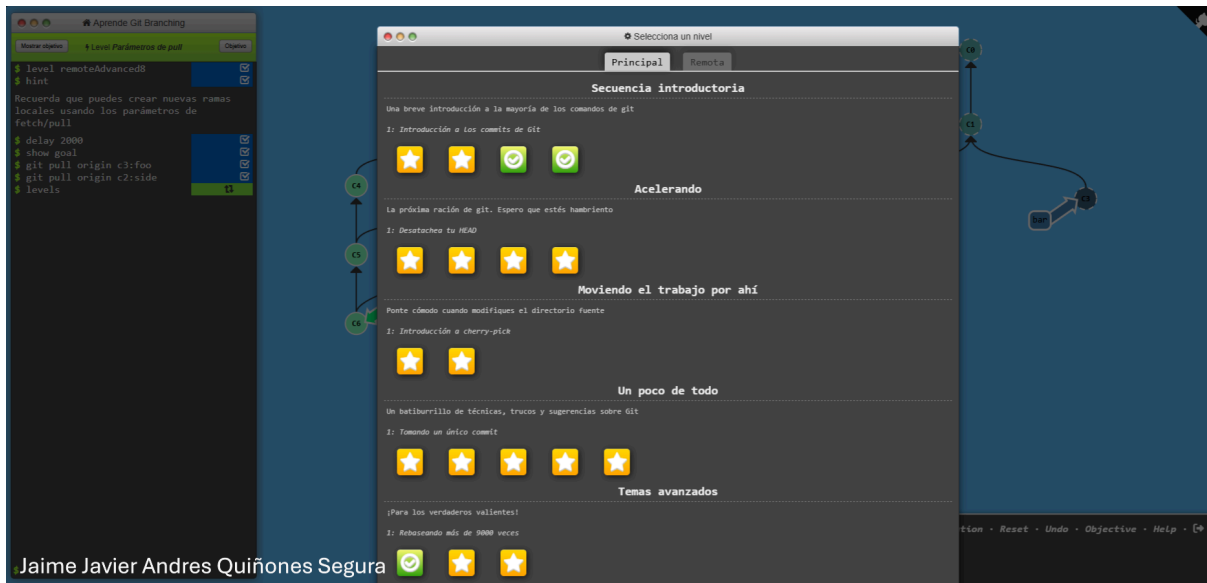 Aprende Git Branching
Mostrar objetivo
Level Parámetros de pull
Objetivo
$ level remoteAdvanced8
$ hint
Recuerda que puedes crear nuevas ramas
locales usando los parámetros de
fetch/pull
$ delay 2000
$ show goal
$ git pull origin c3:foo
$ git pull origin c2:side
$ levels
C4
C5
C6
Selecciona un nivel
Principal
Remota
Secuencia introductoria
Una breve introducción a la mayoría de los comandos de git
1: Introducción a los commits de Git
Acelerando
La próxima ración de git. Espero que estés hambriento
1: Desatachea tu HEAD
Moviendo el trabajo por ahí
Ponte cómodo cuando modifiques el directorio fuente
1: Introducción a cherry-pick
Un poco de todo
Un batiburrillo de técnicas, trucos y sugerencias sobre Git
1: Tomando un único commit
Temas avanzados
¡Para los verdaderos valientes!
1: Rebaseando más de 9000 veces
C0
C1
C3
bar
tion · Reset · Undo · Objective · Help ·
Jaime Javier Andres Quiñones Segura